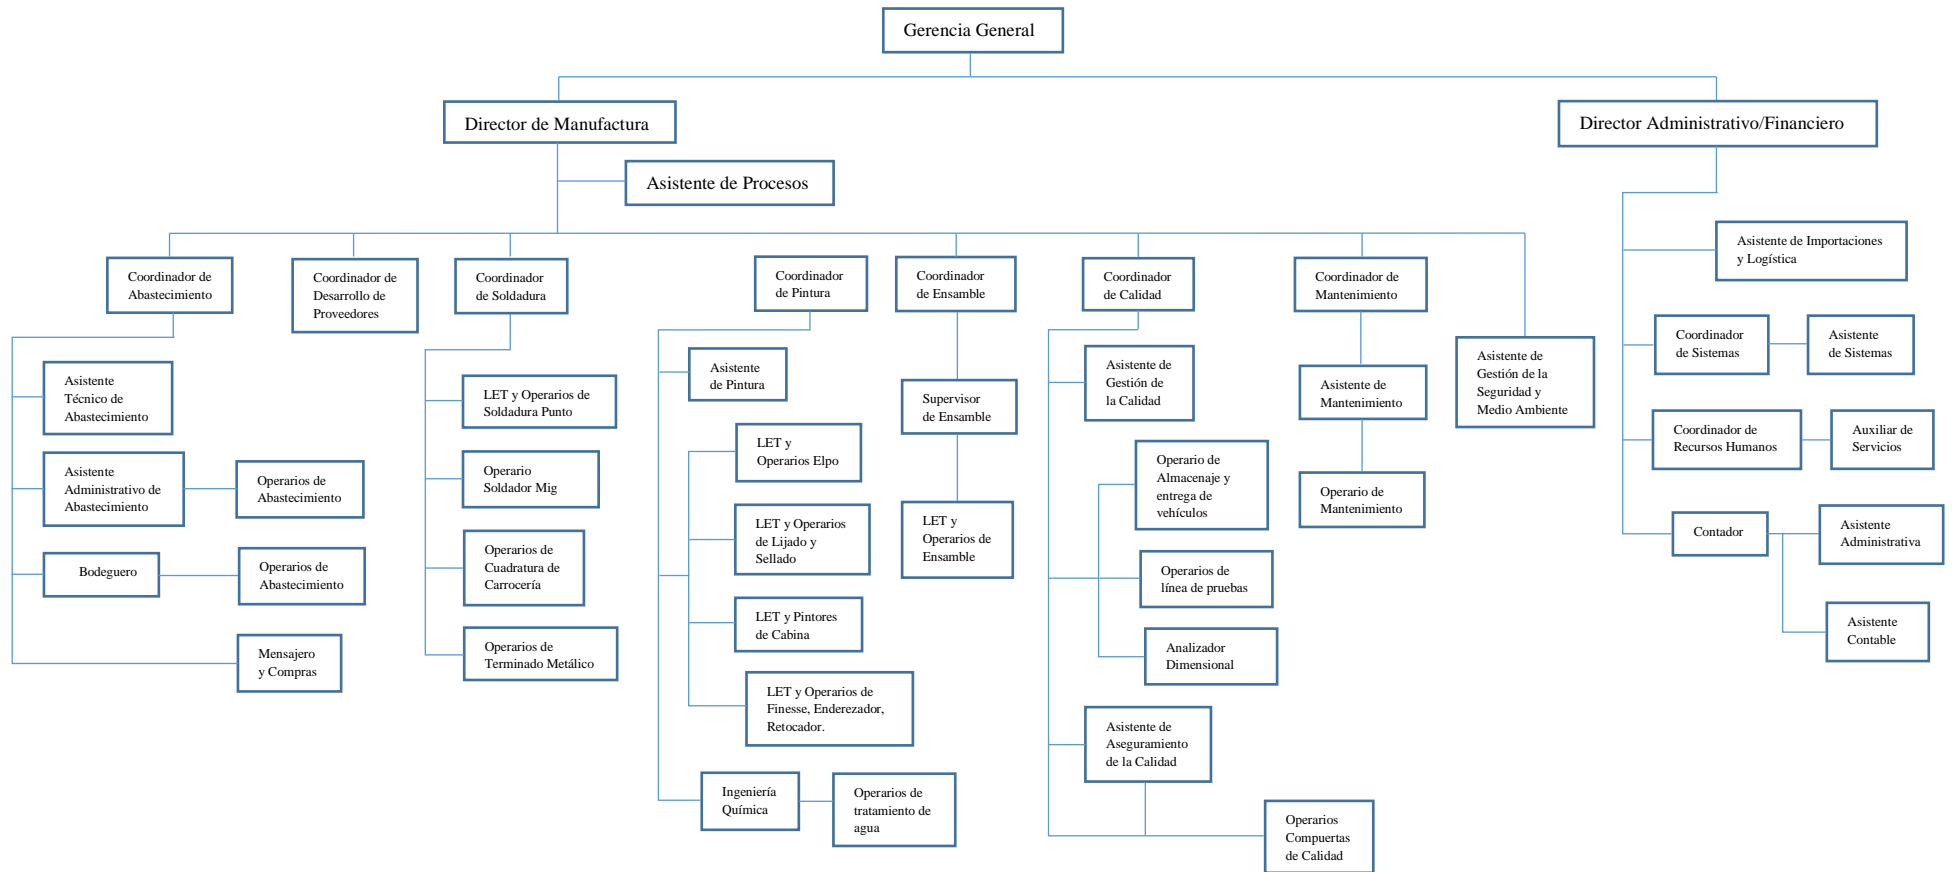 Gerencia General
Director de Manufactura
Director Administrativo/Financiero
Asistente de Procesos
Coordinador de
Abastecimiento
Coordinador de
Desarrollo de
Proveedores
Coordinador
de Soldadura
Coordinador
de Pintura
Coordinador
de Ensamble
Coordinador
de Calidad
Coordinador de
Mantenimiento
Asistente de
Gestión de la
Seguridad y
Medio Ambiente
Asistente
Técnico de
Abastecimiento
Asistente
Administrativo de
Abastecimiento
Operarios de
Abastecimiento
Bodeguero
Operarios de
Abastecimiento
Mensajero
y Compras
LET y Operarios de
Soldadura Punto
Operario
Soldador Mig
Operarios de
Cuadratura de
Carrocería
Operarios de
Terminado Metálico
Asistente
de Pintura
LET y
Operarios Elpo
LET y Operarios
de Lijado y
Sellado
LET y Pintores
de Cabina
LET y Operarios de
Finesse, Enderezador,
Retocador.
Ingeniería
Química
Operarios de
tratamiento de
agua
Supervisor
de Ensamble
LET y
Operarios de
Ensamble
Asistente de
Gestión de
la Calidad
Operario de
Almacenaje y
entrega de
vehículos
Operarios de
línea de pruebas
Analizador
Dimensional
Asistente de
Aseguramiento
de la Calidad
Operarios
Compuertas
de Calidad
Asistente de
Mantenimiento
Operario de
Mantenimiento
Asistente de Importaciones
y Logística
Coordinador
de Sistemas
Asistente
de Sistemas
Coordinador de
Recursos Humanos
Auxiliar de
Servicios
Contador
Asistente
Administrativa
Asistente
Contable